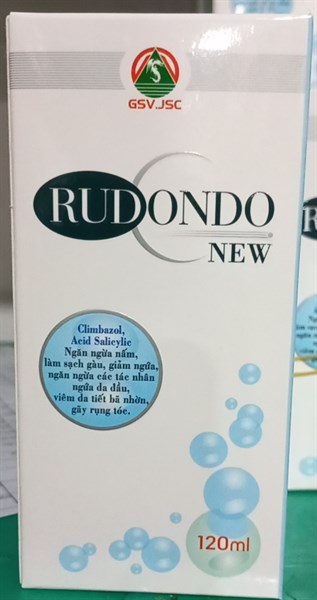 GSV.JSC
RUDONDO
NEW
Climbazol,
Acid Salicylic
Ngăn ngừa nấm,
làm sạch gàu, giảm ngứa,
ngăn ngừa các tác nhân
ngứa da đầu,
viêm da tiết bã nhờn,
gãy rụng tóc.
120ml